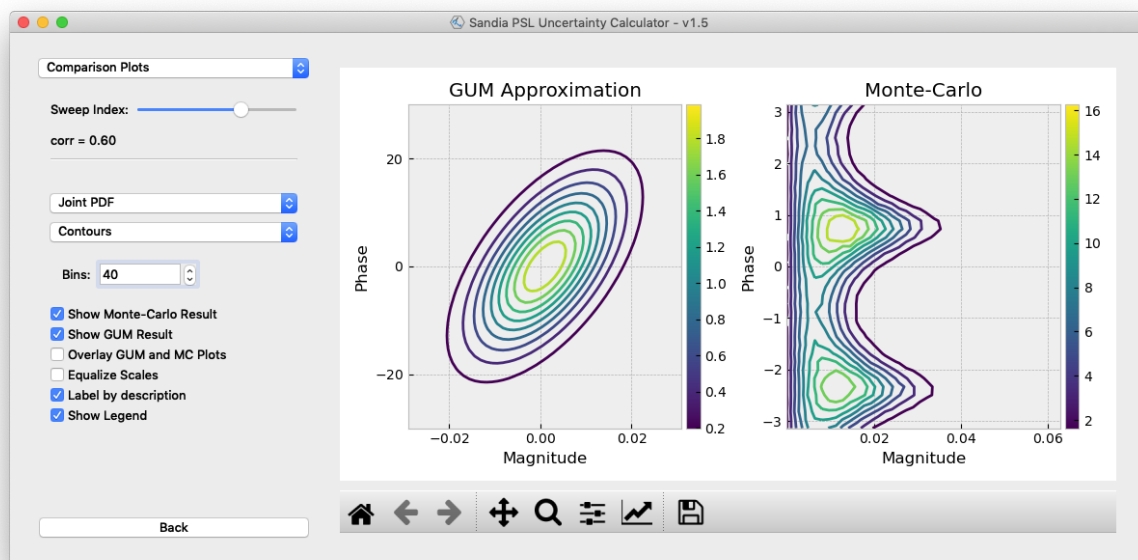 Sandia PSL Uncertainty Calculator - v1.5
Comparison Plots
Sweep Index:
corr = 0.60
Joint PDF
Contours
Bins: 40
Show Monte-Carlo Result
Show GUM Result
Overlay GUM and MC Plots
Equalize Scales
Label by description
Show Legend
Back
GUM Approximation
Phase
20
0
−20
−0.02 0.00 0.02
Magnitude
1.8
1.6
1.4
1.2
1.0
0.8
0.6
0.4
0.2
Monte-Carlo
Phase
3
2
1
0
−1
−2
−3
0.02 0.04 0.06
Magnitude
16
14
12
10
8
6
4
2